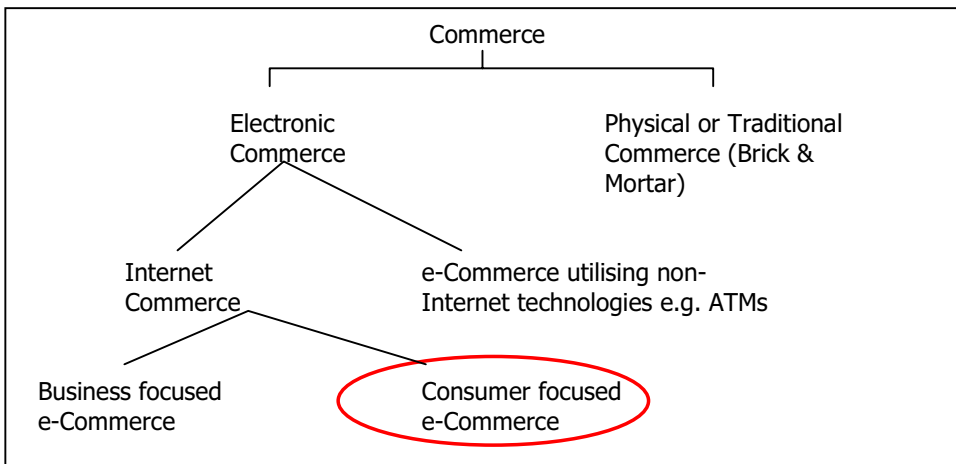 Commerce
Electronic
Commerce
Physical or Traditional
Commerce (Brick &
Mortar)
Internet
Commerce
e-Commerce utilising non-
Internet technologies e.g. ATMs
Business focused
e-Commerce
Consumer focused
e-Commerce